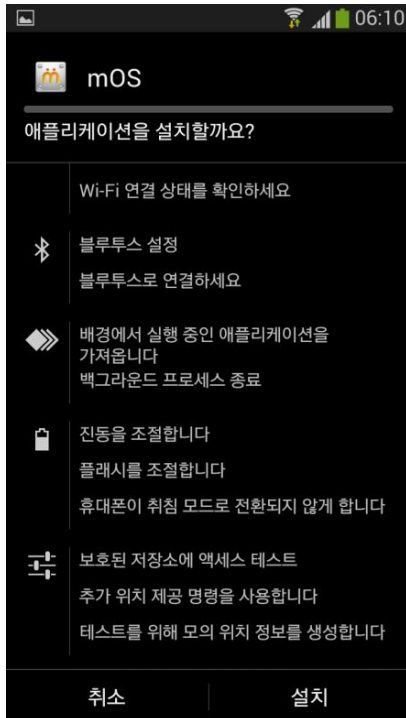 06:10
mOS
애플리케이션을 설치할까요?
Wi-Fi 연결 상태를 확인하세요
블루투스 설정
블루투스로 연결하세요
배경에서 실행 중인 애플리케이션을
가져옵니다
백그라운드 프로세스 종료
진동을 조절합니다
플래시를 조절합니다
휴대폰이 취침 모드로 전환되지 않게 합니다
보호된 저장소에 액세스 테스트
추가 위치 제공 명령을 사용합니다
테스트를 위해 모의 위치 정보를 생성합니다
취소
설치